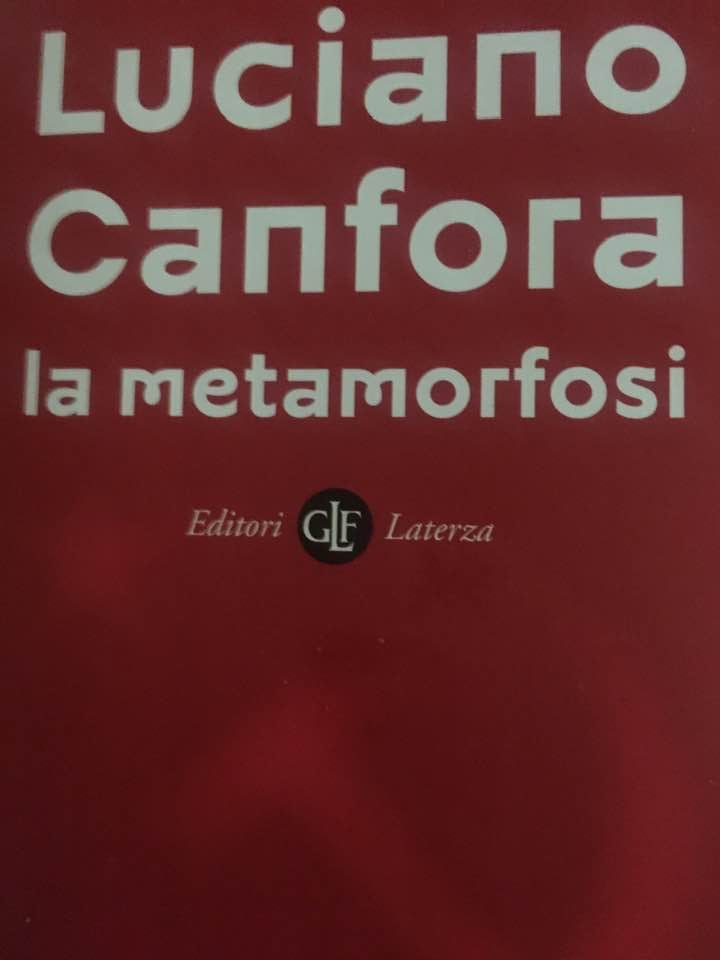 Luciano
Canfora
la metamorfosi
Editori GLF Laterza